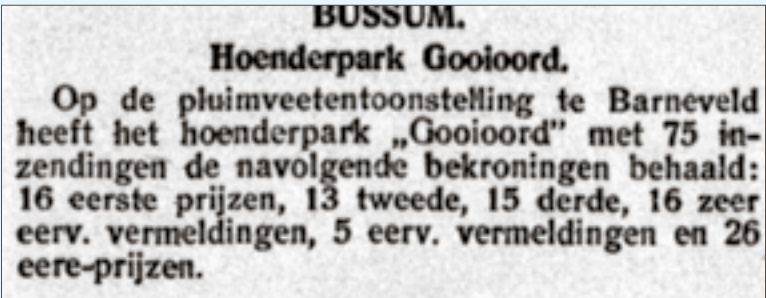 BUSSUM.
Hoenderpark Gooioord.
Op de pluimveetentoonstelling te Barneveld
heeft het hoenderpark „Gooioord” met 75 in-
zendingen de navolgende bekroningen behaald:
16 eerste prijzen, 13 tweede, 15 derde, 16 zeer
eerv. vermeldingen, 5 eerv. vermeldingen en 26
eere-prijzen.